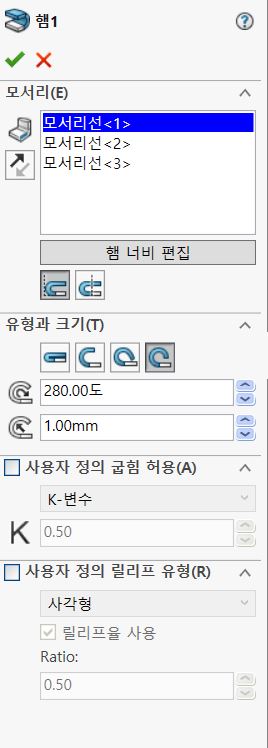 햄1
모서리(E)
모서리선<1>
모서리선<2>
모서리선<3>
햄 너비 편집
유형과 크기(T)
280.00도
1.00mm
사용자 정의 굽힘 허용(A)
K-변수
K
0.50
사용자 정의 릴리프 유형(R)
사각형
릴리프율 사용
Ratio:
0.50